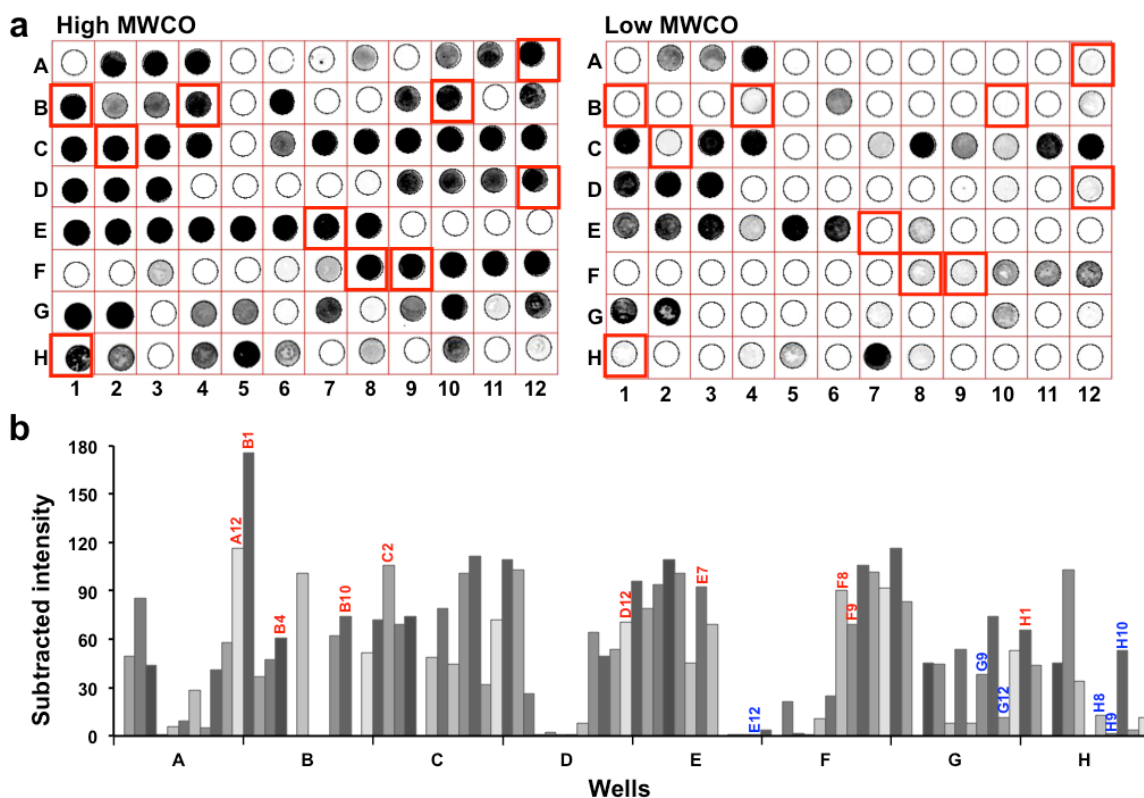 a High MWCO Low MWCO
A A
B B
C C
D D
E E
F F
G G
H H
1 2 3 4 5 6 7 8 9 10 11 12 1 2 3 4 5 6 7 8 9 10 11 12
b
Subtracted intensity
180
150
120
90
60
30
0
A12
B1
B4
B10
C2
D12
E7
E12
F8
F9
G9
G12
H1
H8
H9
H10
A B C D E F G H
Wells